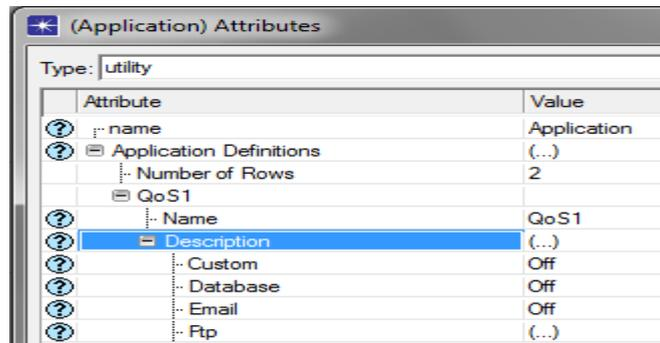 (Application) Attributes
Type: utility
Attribute Value
? name Application
? Application Definitions (...)
Number of Rows 2
QoS1
? Name QoS1
? Description (...)
? Custom Off
? Database Off
? Email Off
? Ftp (...)